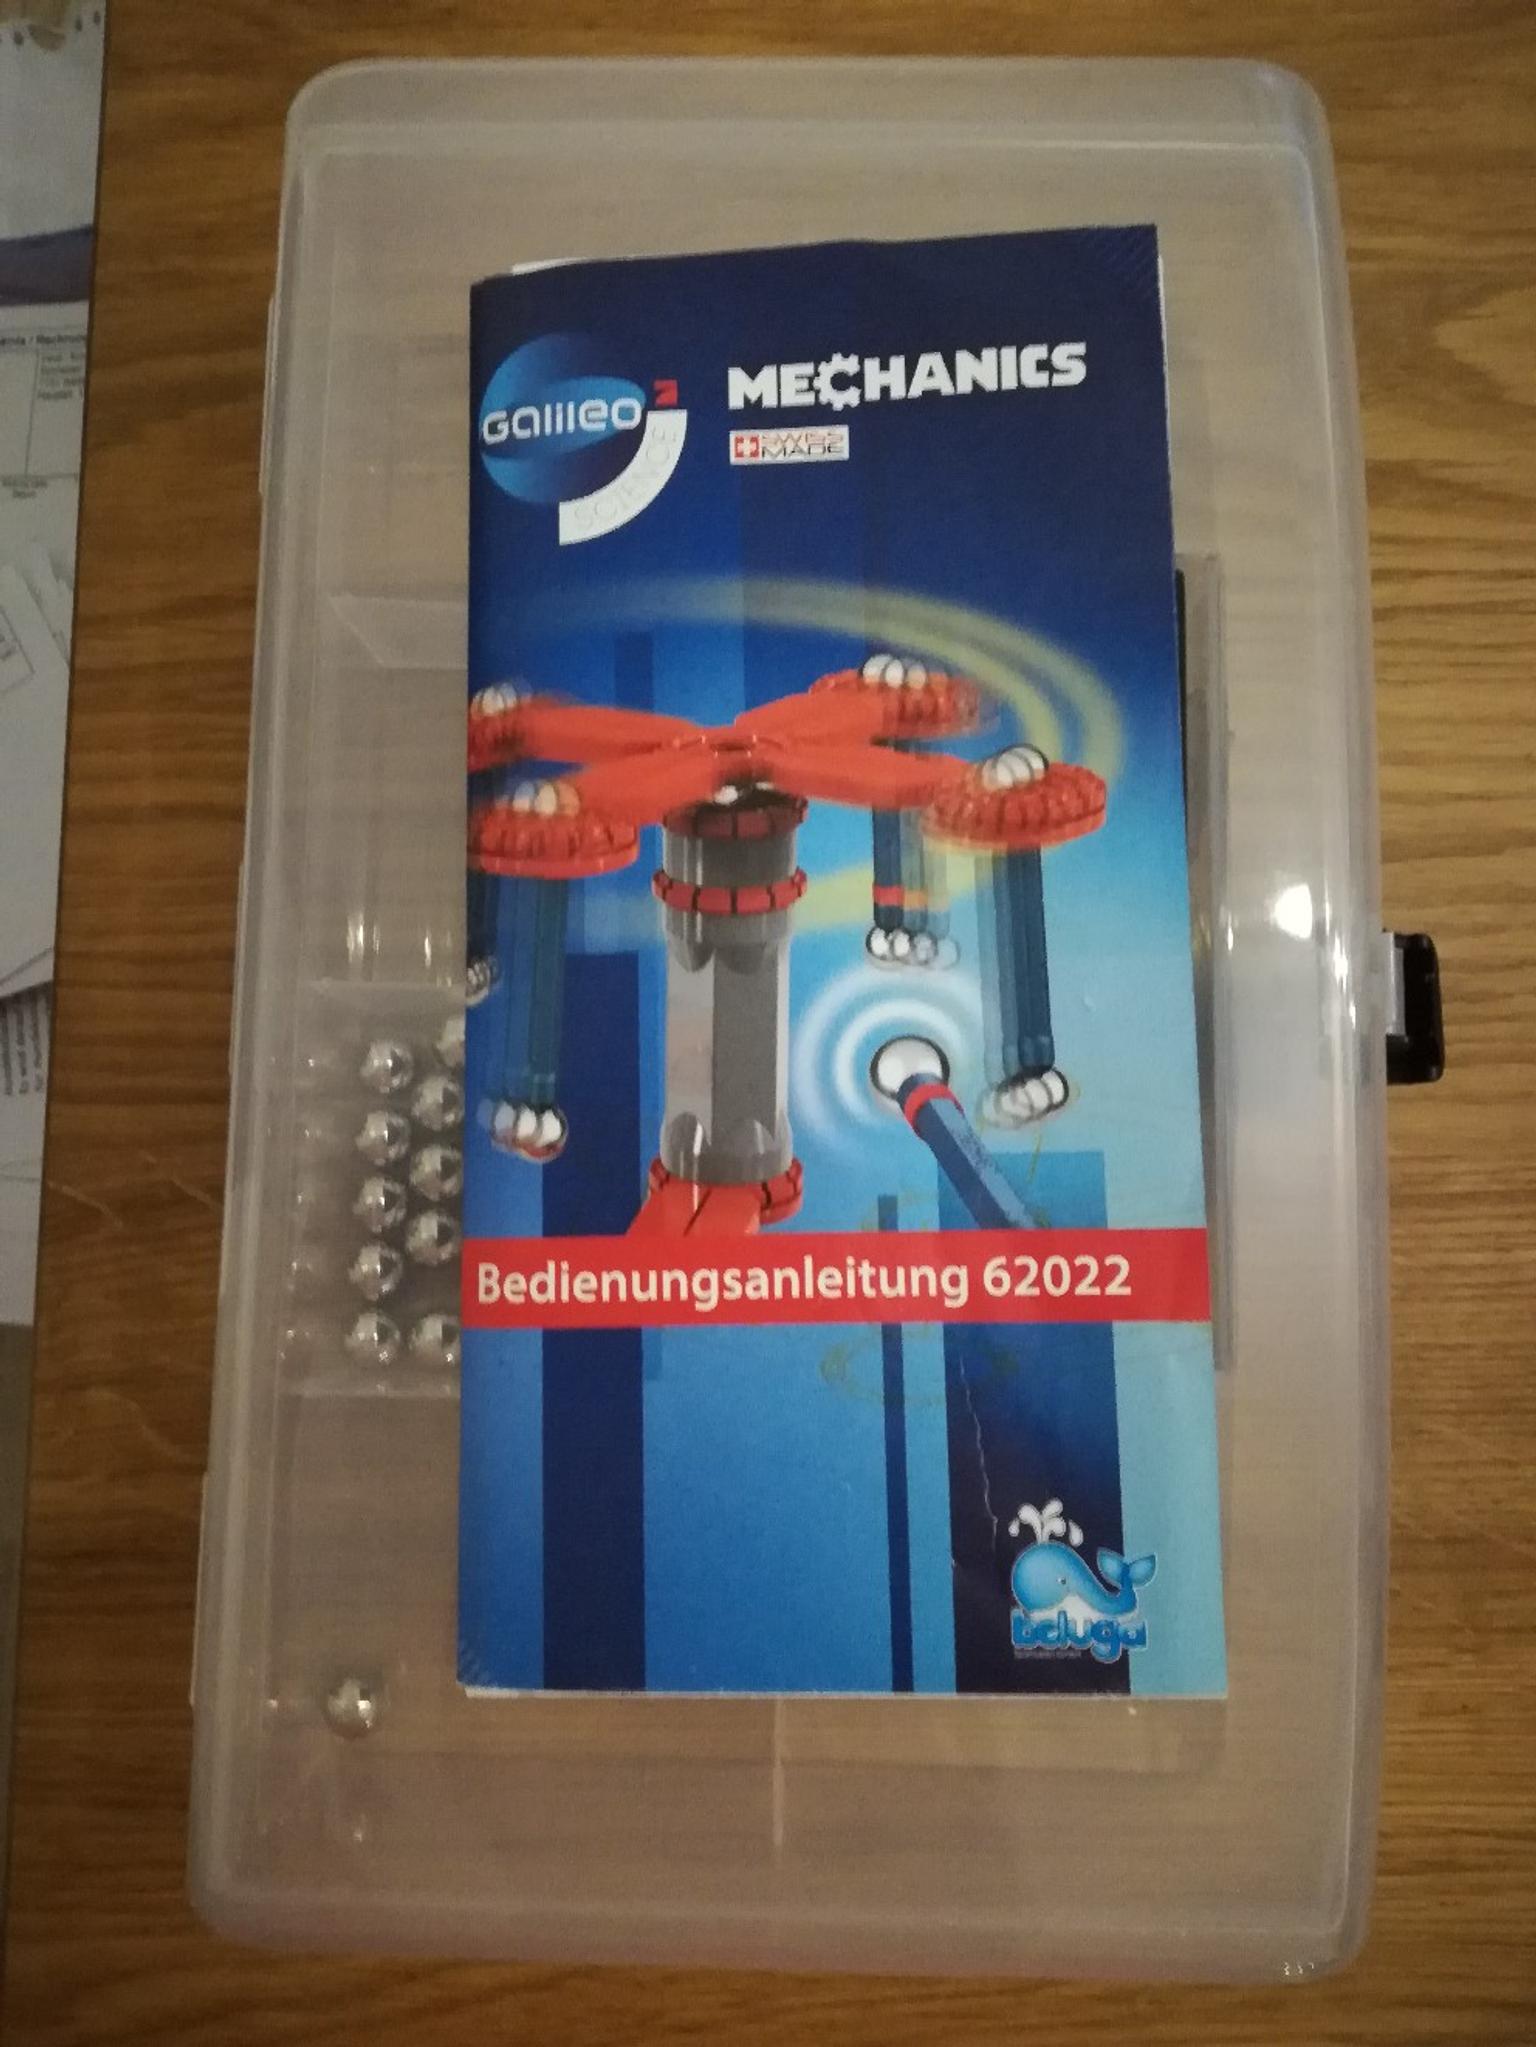 Galileo
SCIENCE
MECHANICS
SWISS
MADE
Bedienungsanleitung 62022
beluga